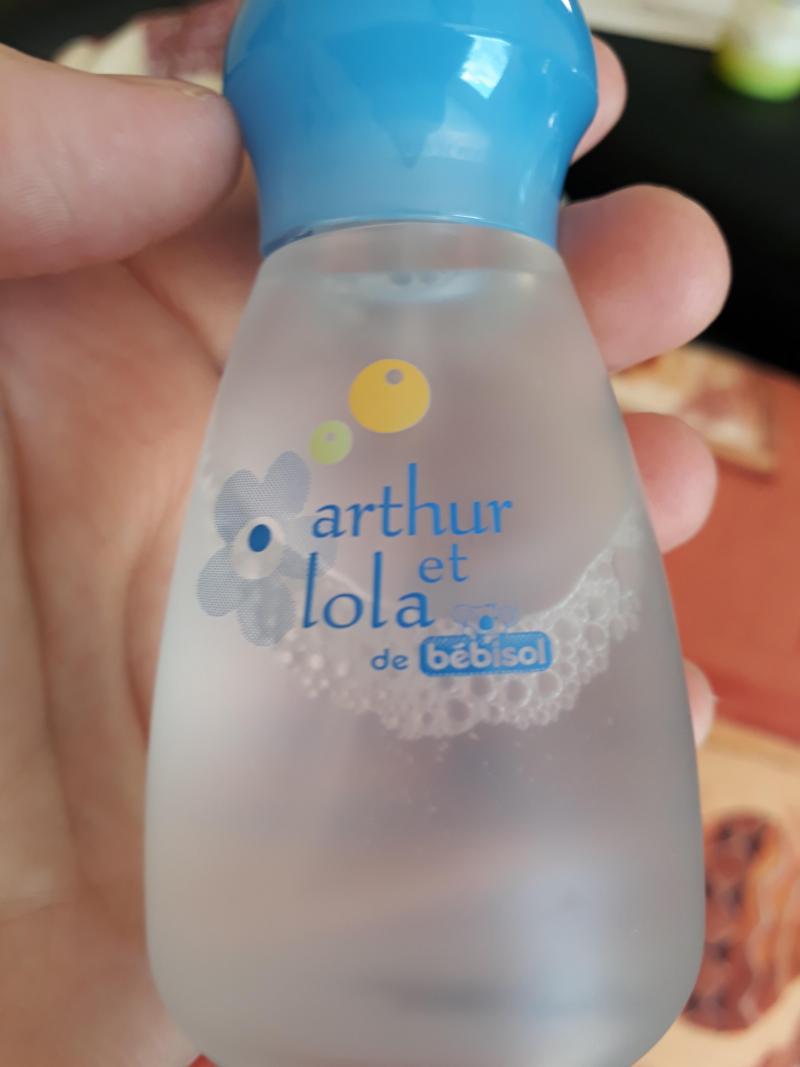 arthur
et
lola
de bébisol